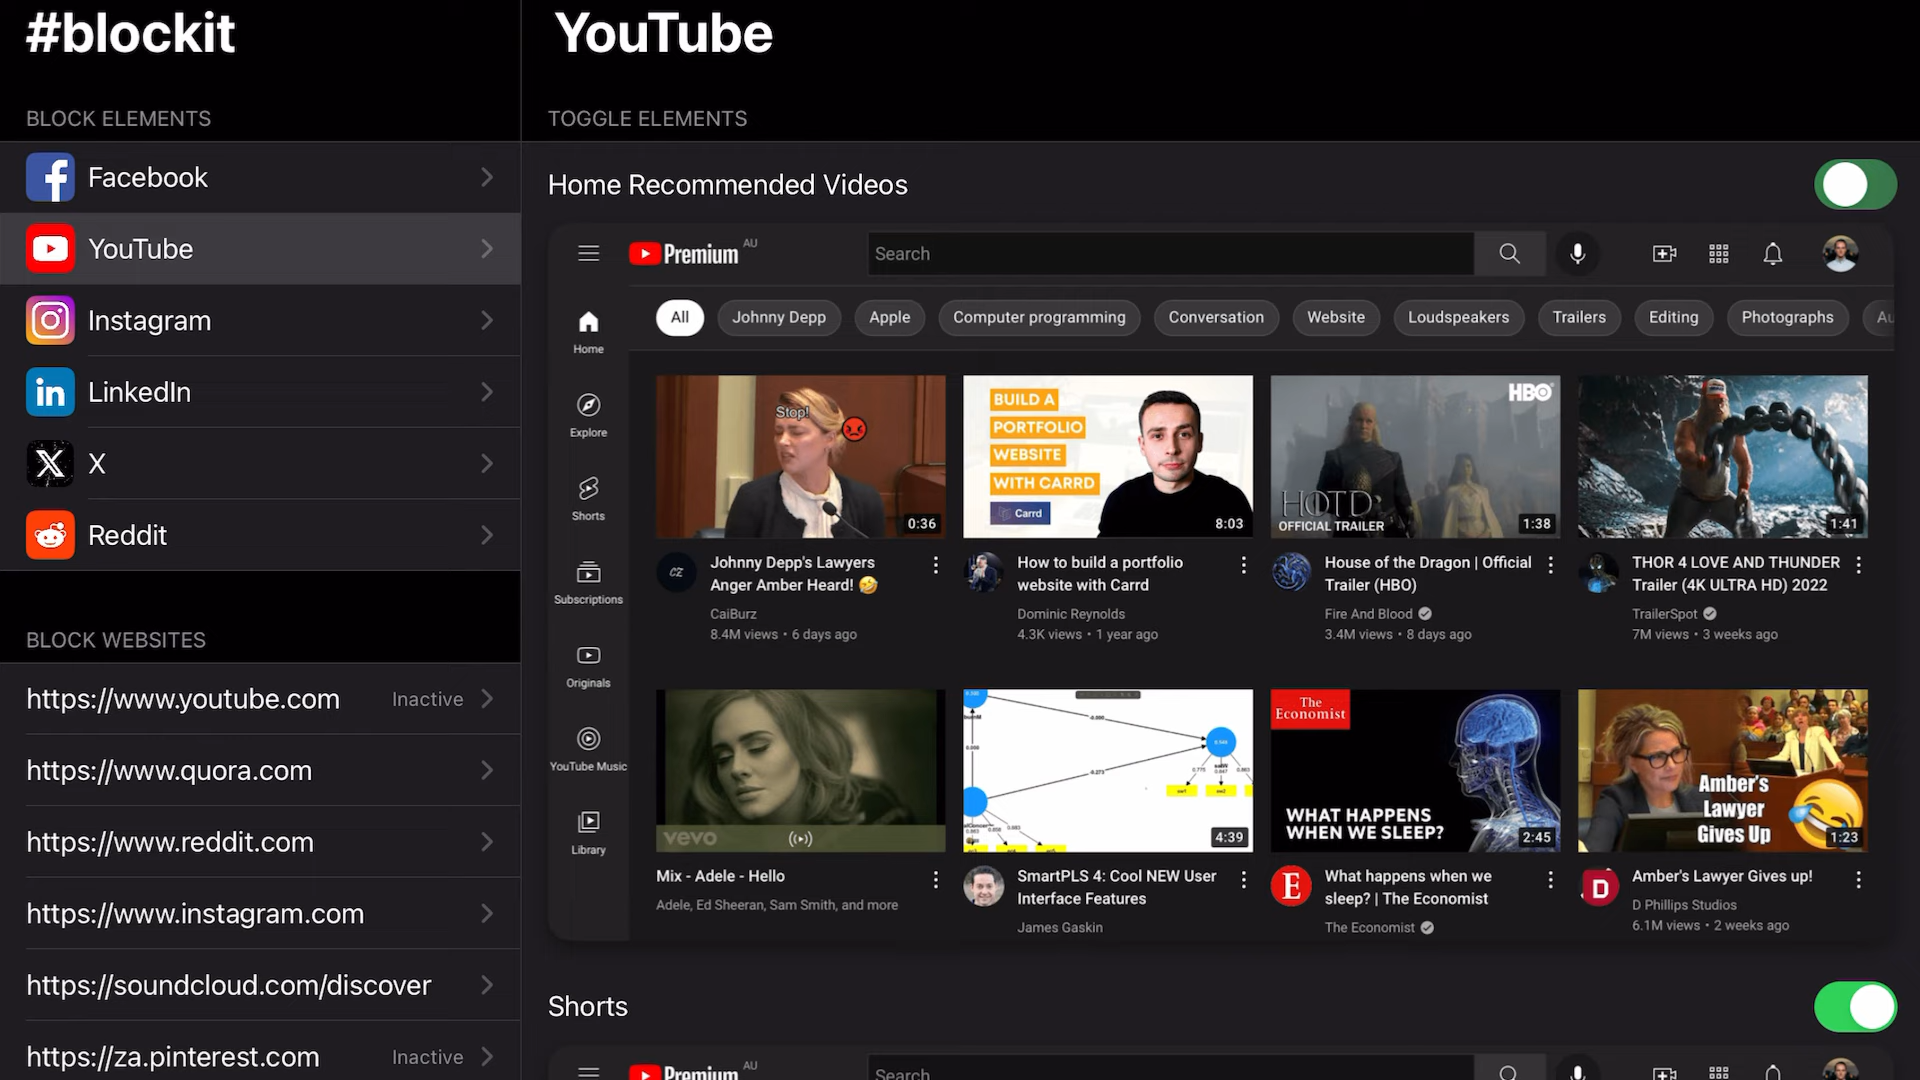 #blockit
BLOCK ELEMENTS
Facebook
YouTube
Instagram
LinkedIn
X
Reddit
BLOCK WEBSITES
https://www.youtube.com Inactive
https://www.quora.com
https://www.reddit.com
https://www.instagram.com
https://soundcloud.com/discover
https://za.pinterest.com Inactive
YouTube
TOGGLE ELEMENTS
Home Recommended Videos
Premium AU
Search
Home
Explore
Shorts
Subscriptions
Originals
YouTube Music
Library
All Johnny Depp Apple Computer programming Conversation Website Loudspeakers Trailers Editing Photographs Au
Stop!
0:36
CZ
Johnny Depp's Lawyers
Anger Amber Heard! 🤣
CaiBurz
8.4M views • 6 days ago
BUILD A
PORTFOLIO
WEBSITE
WITH CARRD
Carrd
8:03
How to build a portfolio
website with Carrd
Dominic Reynolds
4.3K views • 1 year ago
HBO
HOTD
OFFICIAL TRAILER
1:38
House of the Dragon | Official
Trailer (HBO)
Fire And Blood
3.4M views • 8 days ago
1:41
THOR 4 LOVE AND THUNDER
Trailer (4K ULTRA HD) 2022
TrailerSpot
7M views • 3 weeks ago
vevo
Mix - Adele - Hello
Adele, Ed Sheeran, Sam Smith, and more
4:39
SmartPLS 4: Cool NEW User
Interface Features
James Gaskin
The
Economist
WHAT HAPPENS
WHEN WE SLEEP?
2:45
E
What happens when we
sleep? | The Economist
The Economist
Amber's
Lawyer
Gives Up
1:23
D
Amber's Lawyer Gives up!
D Phillips Studios
6.1M views • 2 weeks ago
Shorts
Premium AU
Search